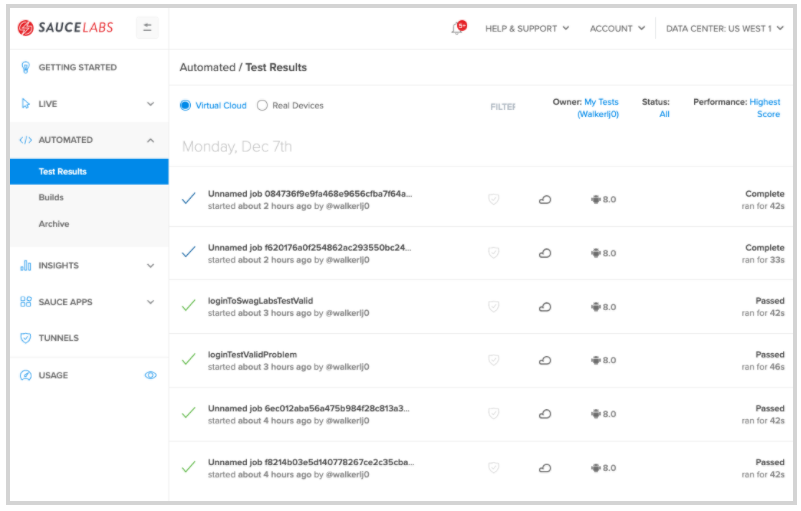 SAUCELABS
5+
HELP & SUPPORT
ACCOUNT
DATA CENTER: US WEST 1
GETTING STARTED
LIVE
</> AUTOMATED
Test Results
Builds
Archive
INSIGHTS
SAUCE APPS
TUNNELS
USAGE
Automated / Test Results
Virtual Cloud
Real Devices
FILTER
Owner: My Tests
(Walkerlj0)
Status:
All
Performance: Highest
Score
Monday, Dec 7th
Unnamed job 084736f9e9fa468e9656cfba7f64a...
started about 2 hours ago by @walkerlj0
8.0
Complete
ran for 42s
Unnamed job f620176a0f254862ac293550bc24...
started about 2 hours ago by @walkerlj0
8.0
Complete
ran for 33s
loginToSwagLabsTestValid
started about 3 hours ago by @walkerlj0
8.0
Passed
ran for 42s
loginTestValidProblem
started about 3 hours ago by @walkerlj0
8.0
Passed
ran for 46s
Unnamed job 6ec012aba56a475b984f28c813a3...
started about 4 hours ago by @walkerlj0
8.0
Passed
ran for 42s
Unnamed job f8214b03e5d140778267ce2c35cba...
started about 4 hours ago by @walkerlj0
8.0
Passed
ran for 42s